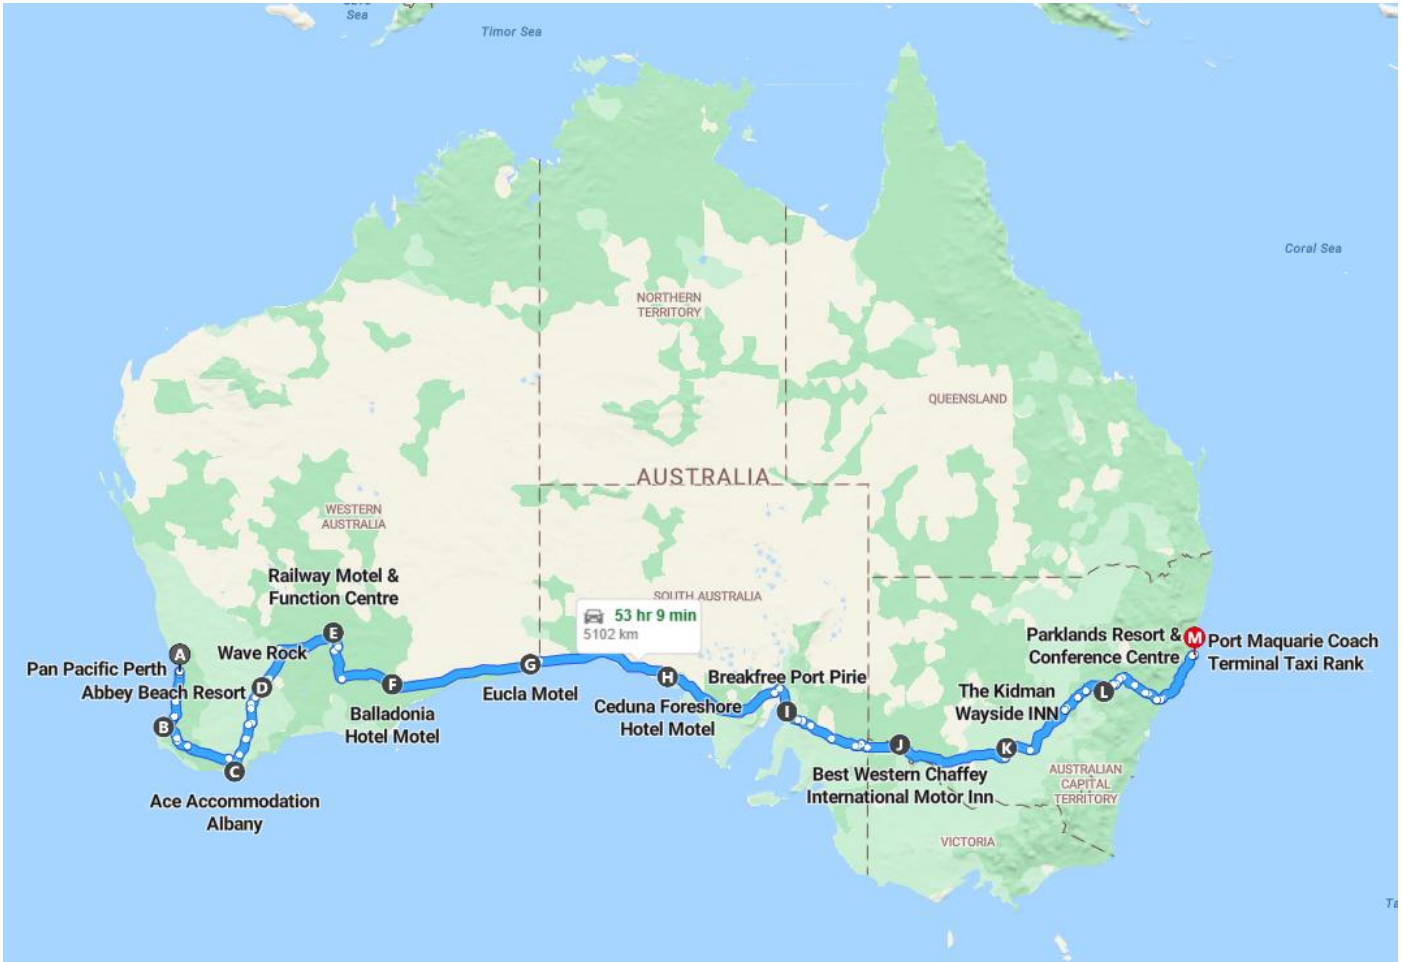 Sea
Timor Sea
Coral Sea
NORTHERN
TERRITORY
QUEENSLAND
AUSTRALIA
WESTERN
AUSTRALIA
Railway Motel &
Function Centre
SOUTH AUSTRALIA
53 hr 9 min
5102 km
E
M
Parklands Resort &
Conference Centre
Port Maquarie Coach
Terminal Taxi Rank
A
Wave Rock
Pan Pacific Perth
G
H
Breakfree Port Pirie
Abbey Beach Resort
D
F
Eucla Motel
L
The Kidman
Wayside INN
Ceduna Foreshore
Hotel Motel
I
Balladonia
Hotel Motel
B
J
K
C
Best Western Chaffey
International Motor Inn
AUSTRALIAN
CAPITAL
TERRITORY
Ace Accommodation
Albany
VICTORIA